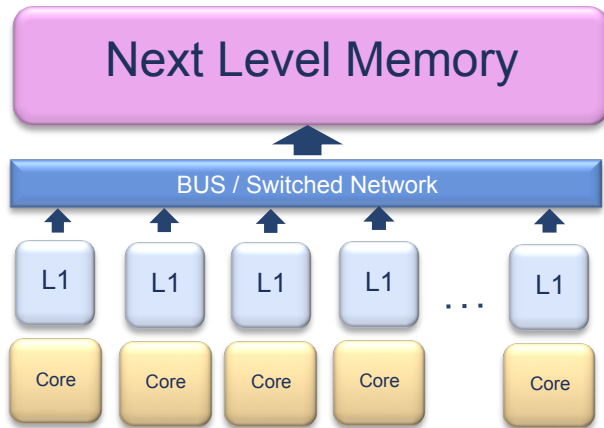 Next Level Memory
BUS / Switched Network
L1 L1 L1 L1 ... L1
Core Core Core Core Core